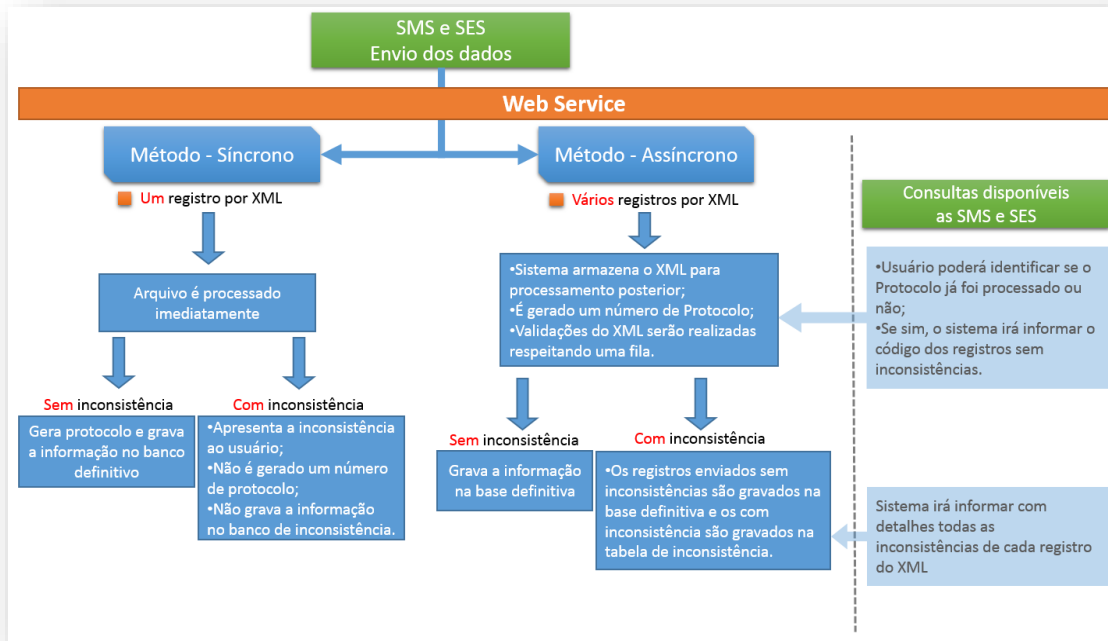 SMS e SES
Envio dos dados
Web Service
Método - Síncrono
Um registro por XML
Arquivo é processado
imediatamente
Sem inconsistência
Gera protocolo e grava
a informação no banco
definitivo
Com inconsistência
•Apresenta a inconsistência
ao usuário;
•Não é gerado um número
de protocolo;
•Não grava a informação
no banco de inconsistência.
Método - Assíncrono
Vários registros por XML
•Sistema armazena o XML para
processamento posterior;
•É gerado um número de Protocolo;
•Validações do XML serão realizadas
respeitando uma fila.
Sem inconsistência
Grava a informação
na base definitiva
Com inconsistência
•Os registros enviados sem
inconsistências são gravados na
base definitiva e os com
inconsistência são gravados na
tabela de inconsistência.
Consultas disponíveis
as SMS e SES
•Usuário poderá identificar se o
Protocolo já foi processado ou
não;
•Se sim, o sistema irá informar o
código dos registros sem
inconsistências.
Sistema irá informar com
detalhes todas as
inconsistências de cada registro
do XML